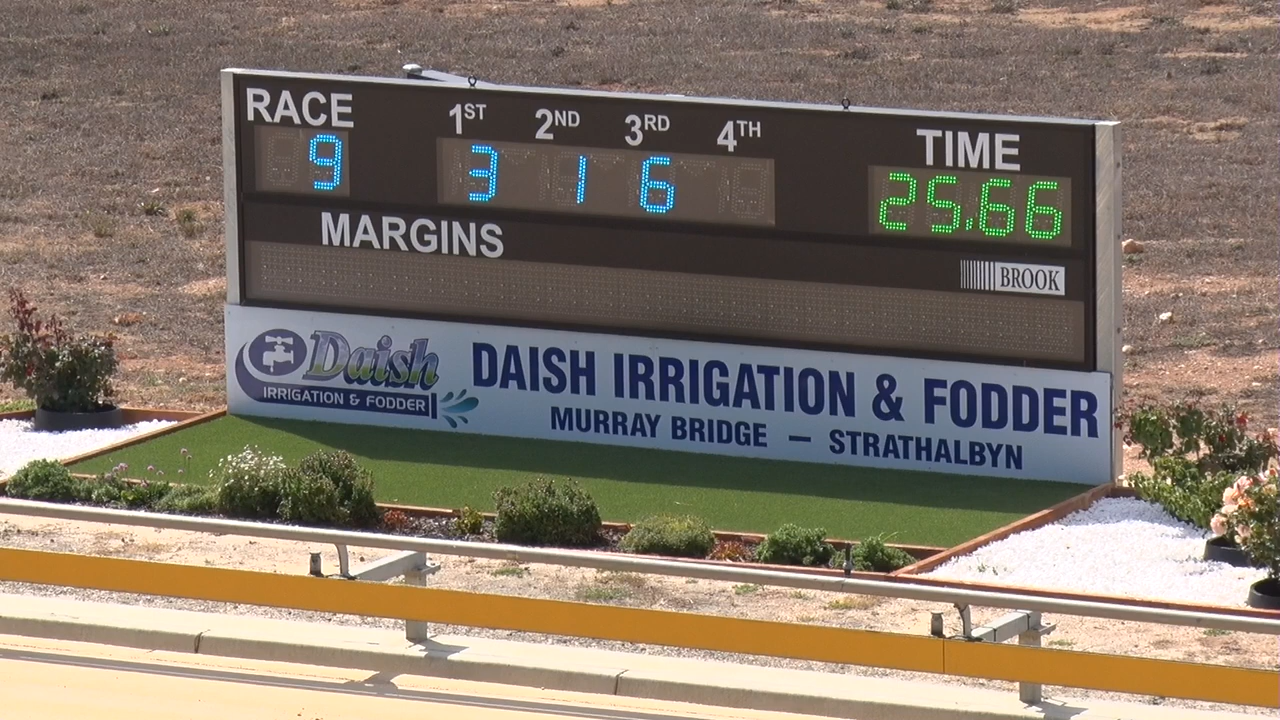 RACE 1ST 2ND 3RD 4TH TIME
9 3 1 6 25.66
MARGINS
BROOK
Daish
IRRIGATION & FODDER
DAISH IRRIGATION & FODDER
MURRAY BRIDGE — STRATHALBYN